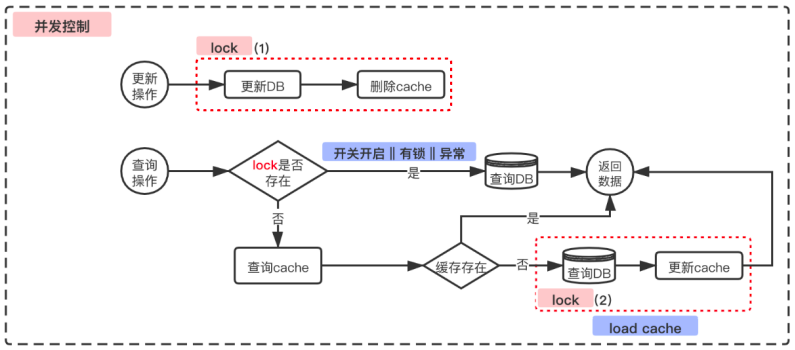 并发控制
lock (1)
更新
操作
更新DB
删除cache
开关开启 || 有锁 || 异常
查询
操作
lock是否
存在
是
查询DB
返回
数据
否
是
查询cache
缓存存在
否
查询DB
更新cache
lock (2)
load cache